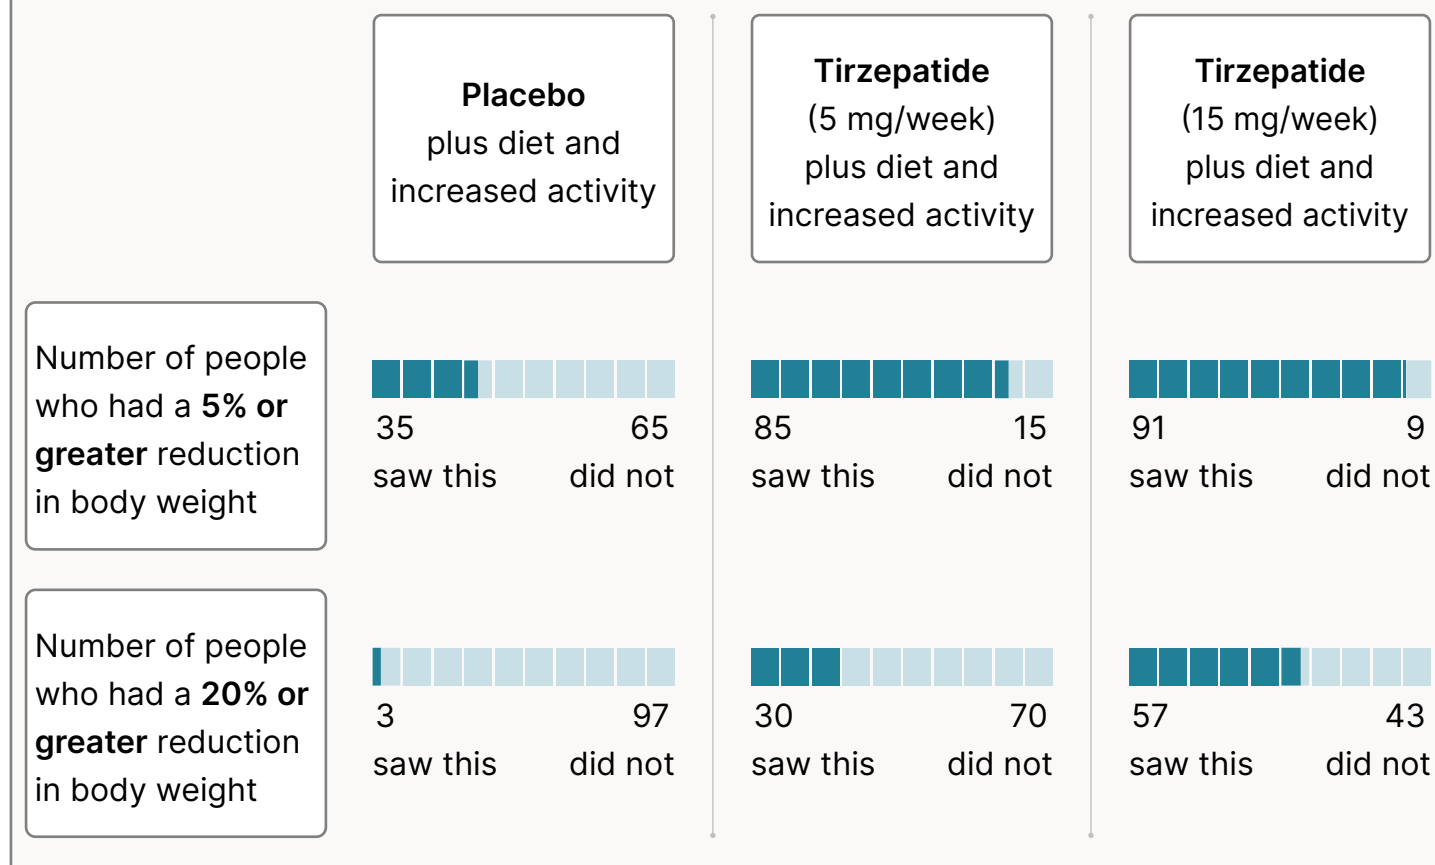 Placebo
plus diet and
increased activity
Tirzepatide
(5 mg/week)
plus diet and
increased activity
Tirzepatide
(15 mg/week)
plus diet and
increased activity
Number of people
who had a 5% or
greater reduction
in body weight
35 65
saw this did not
85 15
saw this did not
91 9
saw this did not
Number of people
who had a 20% or
greater reduction
in body weight
3 97
saw this did not
30 70
saw this did not
57 43
saw this did not